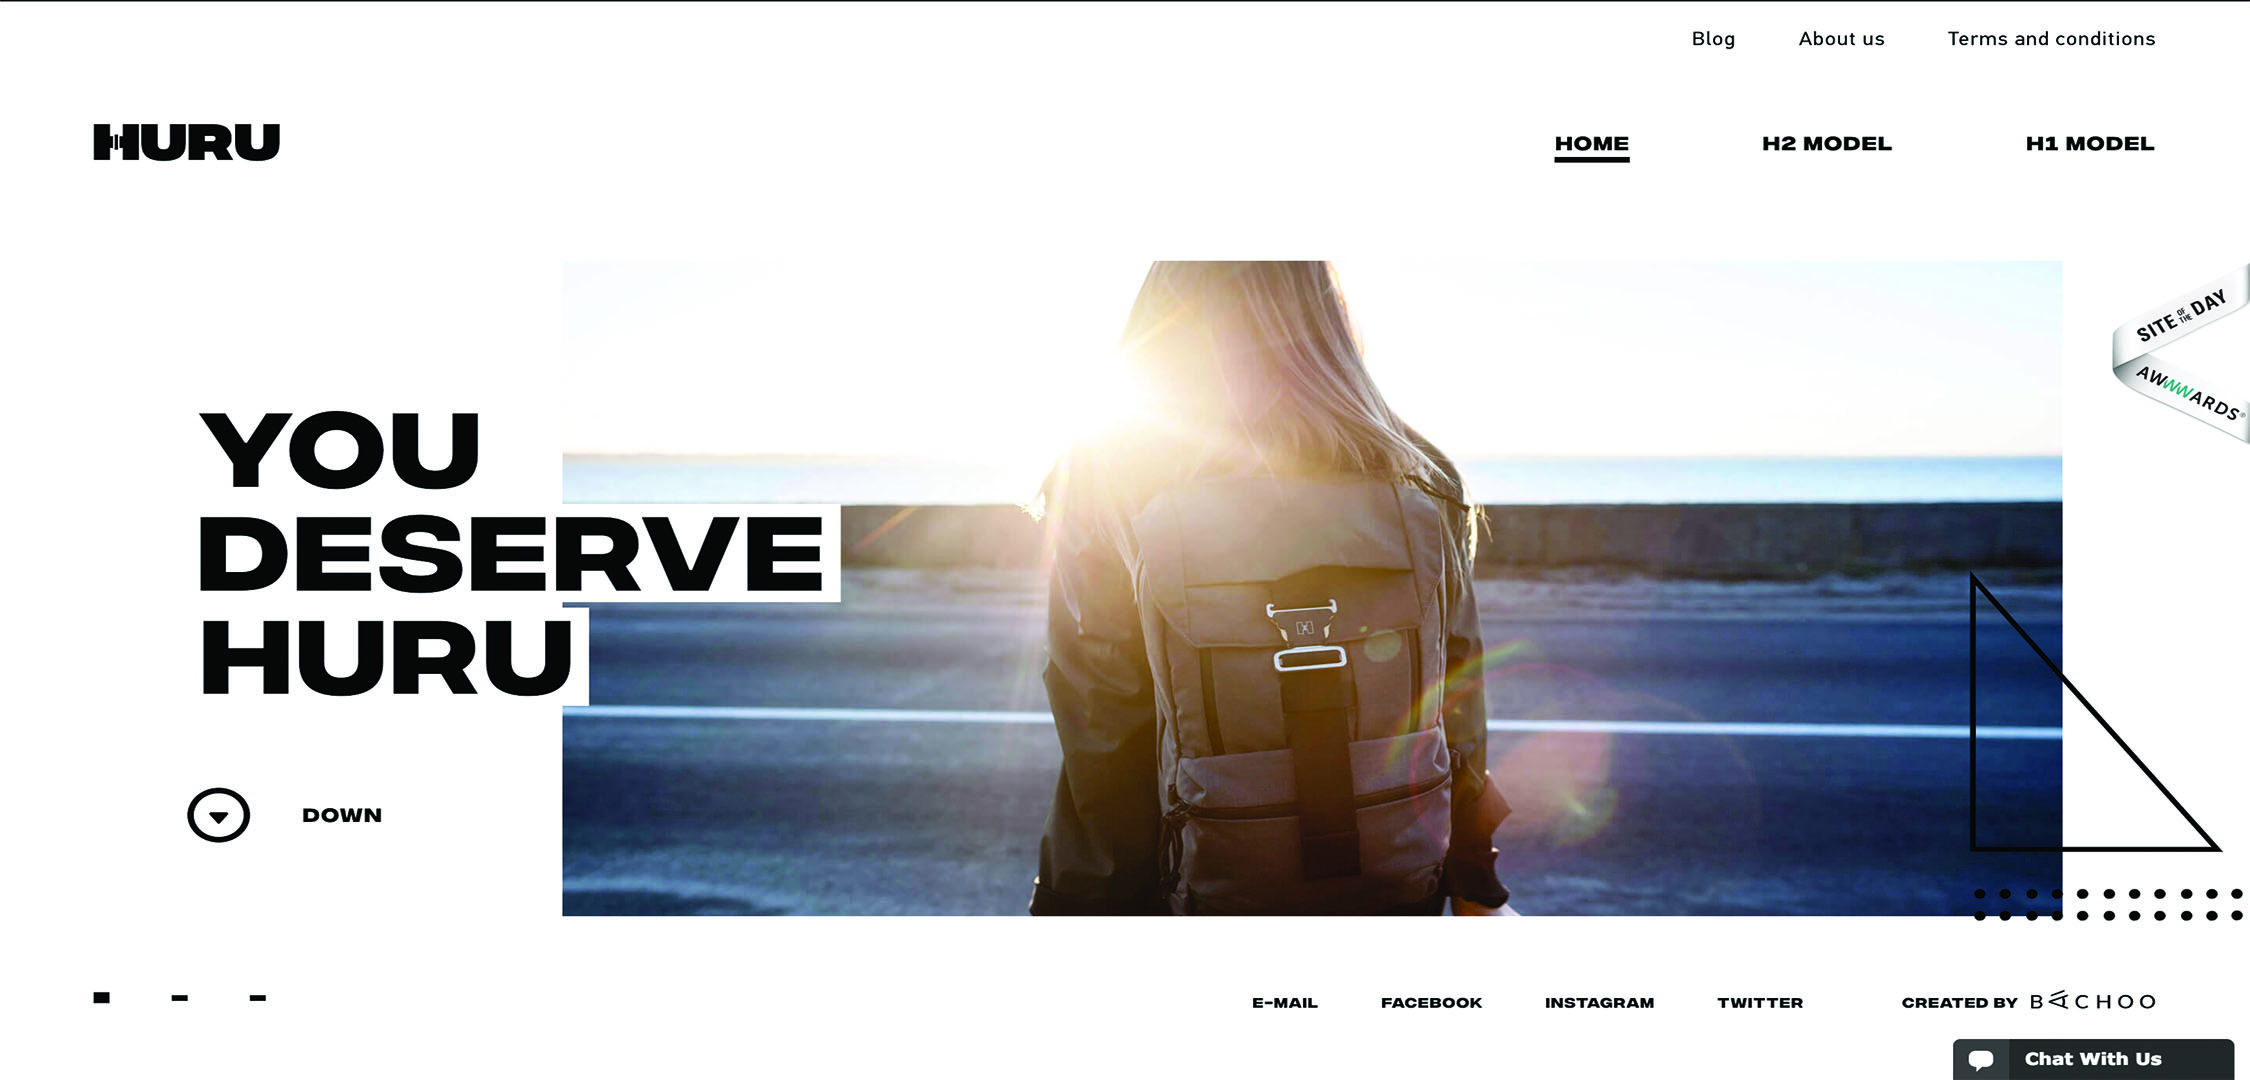 Blog About us Terms and conditions
HURU
HOME H2 MODEL H1 MODEL
SITE OF THE DAY
AWWWARDS®
YOU
DESERVE
HURU
H
DOWN
E-MAIL FACEBOOK INSTAGRAM TWITTER CREATED BY BACHOO
Chat With Us